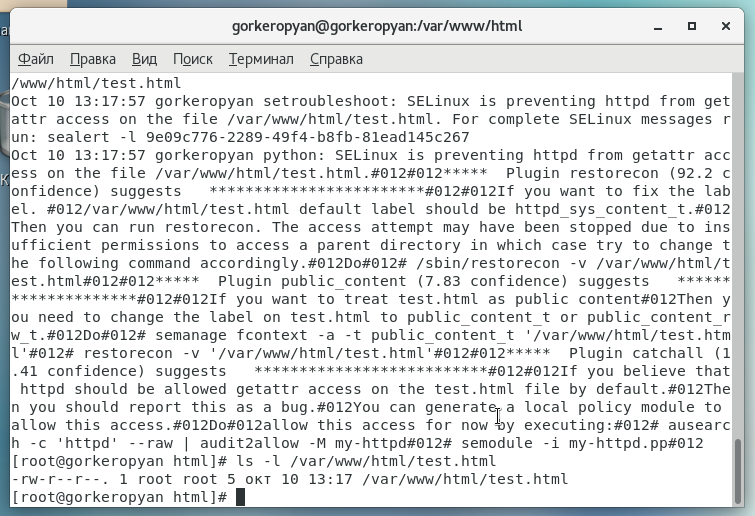 gorkeropyan@gorkeropyan:/var/www/html
Файл Правка Вид Поиск Терминал Справка
/www/html/test.html
Oct 10 13:17:57 gorkeropyan setroubleshoot: SELinux is preventing httpd from get
attr access on the file /var/www/html/test.html. For complete SELinux messages r
un: sealert -l 9e09c776-2289-49f4-b8fb-81ead145c267
Oct 10 13:17:57 gorkeropyan python: SELinux is preventing httpd from getattr acc
ess on the file /var/www/html/test.html.#012#012***** Plugin restorecon (92.2 c
onfidence) suggests ************************#012#012If you want to fix the lab
el. #012/var/www/html/test.html default label should be httpd_sys_content_t.#012
Then you can run restorecon. The access attempt may have been stopped due to ins
ufficient permissions to access a parent directory in which case try to change t
he following command accordingly.#012Do#012# /sbin/restorecon -v /var/www/html/t
est.html#012#012***** Plugin public_content (7.83 confidence) suggests ******
**************#012#012If you want to treat test.html as public content#012Then y
ou need to change the label on test.html to public_content_t or public_content_r
w_t.#012Do#012# semanage fcontext -a -t public_content_t '/var/www/html/test.htm
l'#012# restorecon -v '/var/www/html/test.html'#012#012***** Plugin catchall (1
.41 confidence) suggests **************************#012#012If you believe that
httpd should be allowed getattr access on the test.html file by default.#012The
n you should report this as a bug.#012You can generate a local policy module to
allow this access.#012Do#012allow this access for now by executing:#012# ausearc
h -c 'httpd' --raw | audit2allow -M my-httpd#012# semodule -i my-httpd.pp#012
[root@gorkeropyan html]# ls -l /var/www/html/test.html
-rw-r--r--. 1 root root 5 окт 10 13:17 /var/www/html/test.html
[root@gorkeropyan html]#